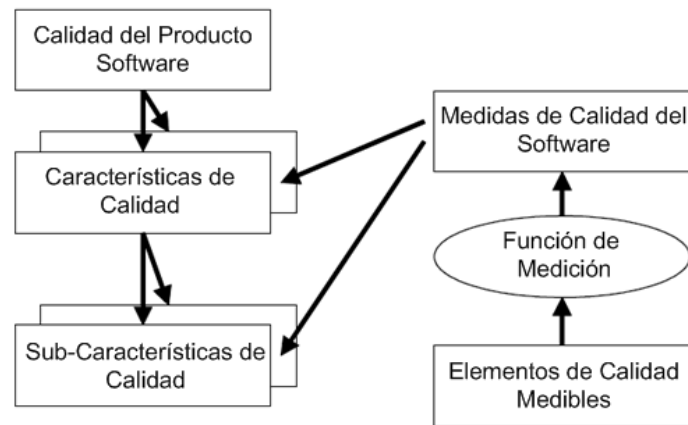 Calidad del Producto
Software
Características de
Calidad
Sub-Características de
Calidad
Medidas de Calidad del
Software
Función de
Medición
Elementos de Calidad
Medibles